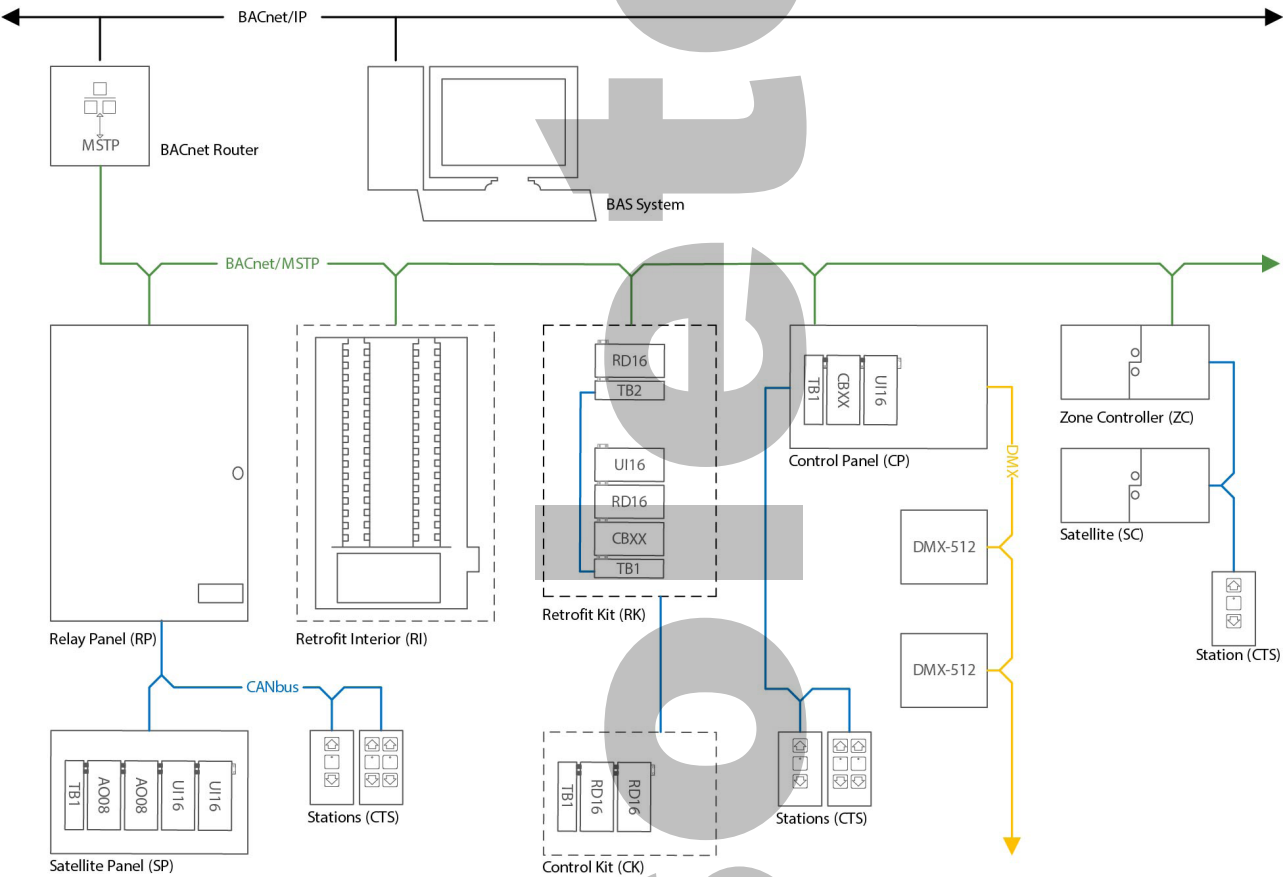 BACnet/IP
MSTP
BACnet Router
BAS System
BACnet/MSTP
RD16
TB2
UI16
RD16
CBXX
TB1
Retrofit Kit (RK)
TB1
CBXX
UI16
Control Panel (CP)
DMX
DMX-512
DMX-512
Zone Controller (ZC)
Satellite (SC)
Station (CTS)
Relay Panel (RP)
Retrofit Interior (RI)
CANbus
TB1
AO08
AO08
UI16
UI16
Satellite Panel (SP)
Stations (CTS)
TB1
RD16
RD16
Control Kit (CK)
Stations (CTS)